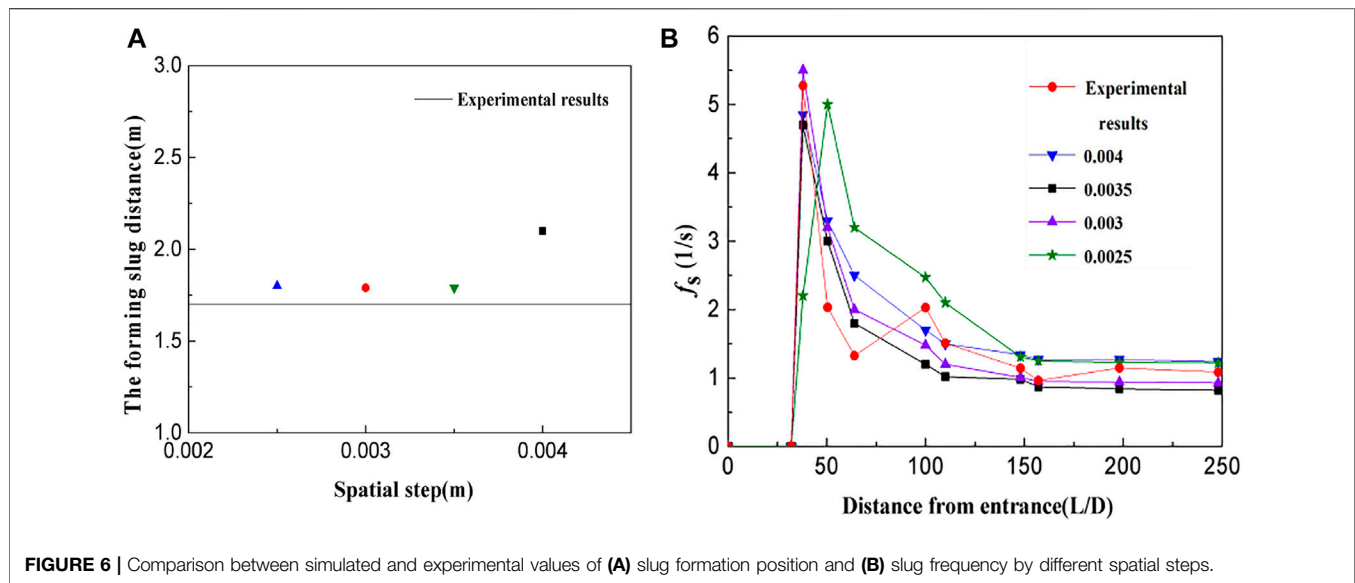 A
3.0
2.5
2.0
1.5
1.0
The forming slug distance(m)
Experimental results
0.002
0.003
0.004
Spatial step(m)
B
6
5
4
3
2
1
0
fs (1/s)
Experimental
results
0.004
0.0035
0.003
0.0025
0
50
100
150
200
250
Distance from entrance(L/D)
FIGURE 6 | Comparison between simulated and experimental values of (A) slug formation position and (B) slug frequency by different spatial steps.